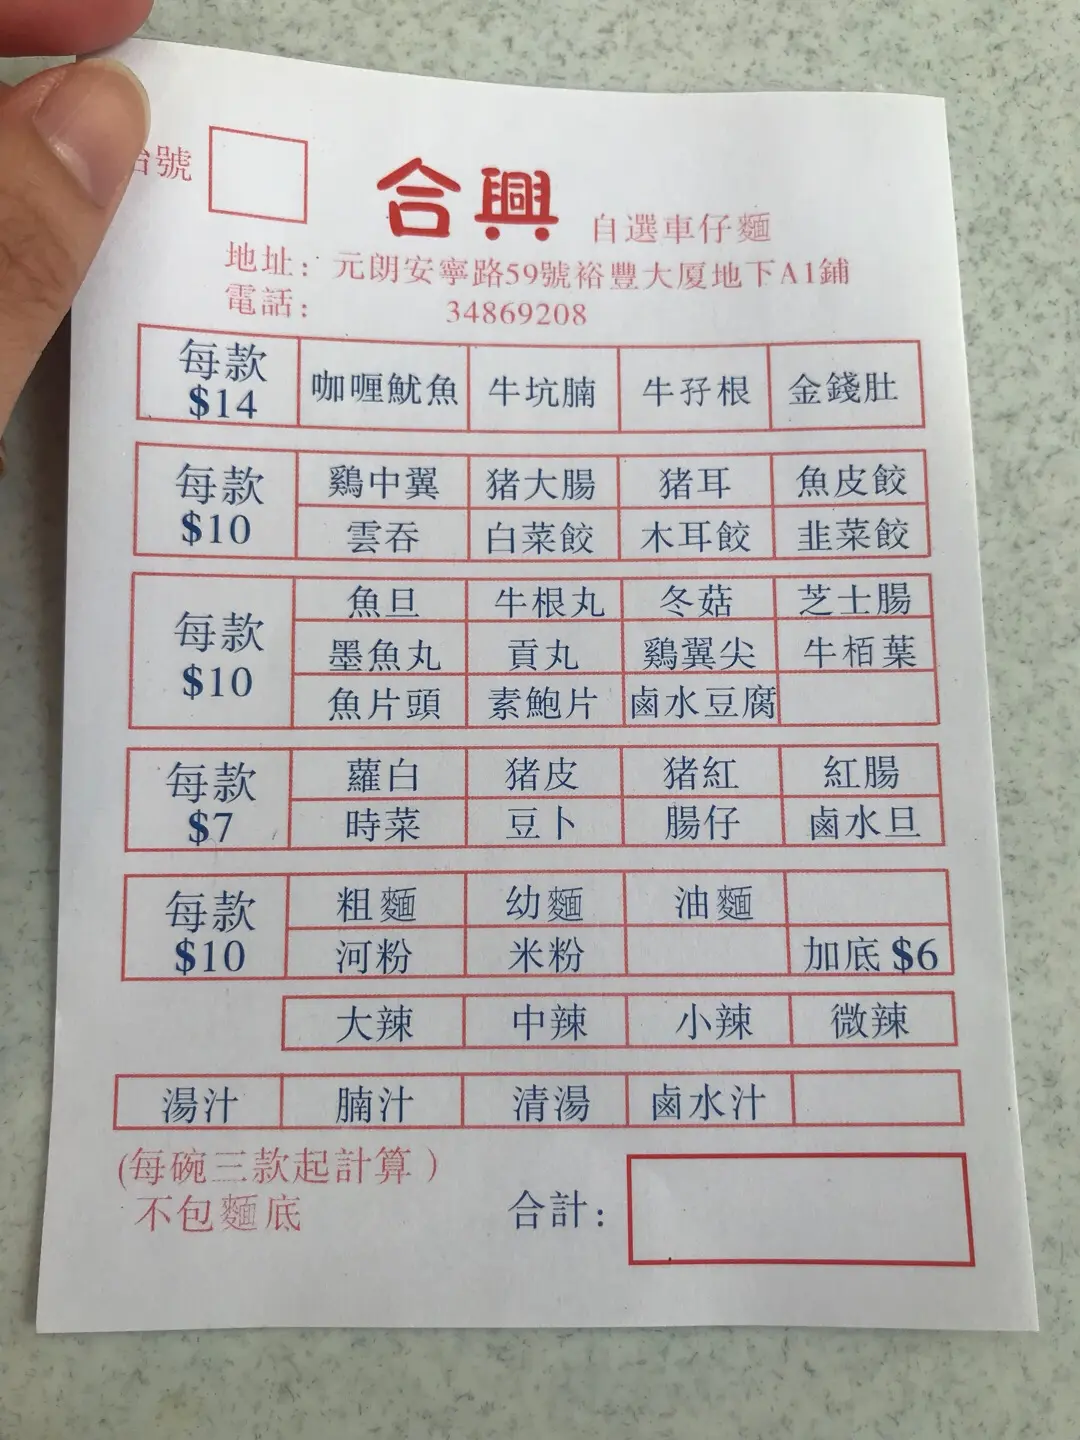 號
合興 自選車仔麵
地址： 元朗安寧路59號裕豐大廈地下A1鋪
電話： 34869208
每款 $14 咖喱魷魚 牛坑腩 牛孖根 金錢肚
每款 $10 鷄中翼 猪大腸 猪耳 魚皮餃
雲吞 白菜餃 木耳餃 韭菜餃
每款 $10 魚旦 牛根丸 冬菇 芝士腸
墨魚丸 貢丸 鷄翼尖 牛栢葉
魚片頭 素鮑片 鹵水豆腐
每款 $7 蘿白 猪皮 猪紅 紅腸
時菜 豆卜 腸仔 鹵水旦
每款 $10 粗麵 幼麵 油麵
河粉 米粉 加底 $6
大辣 中辣 小辣 微辣
湯汁 腩汁 清湯 鹵水汁
(每碗三款起計算)
不包麵底
合計：